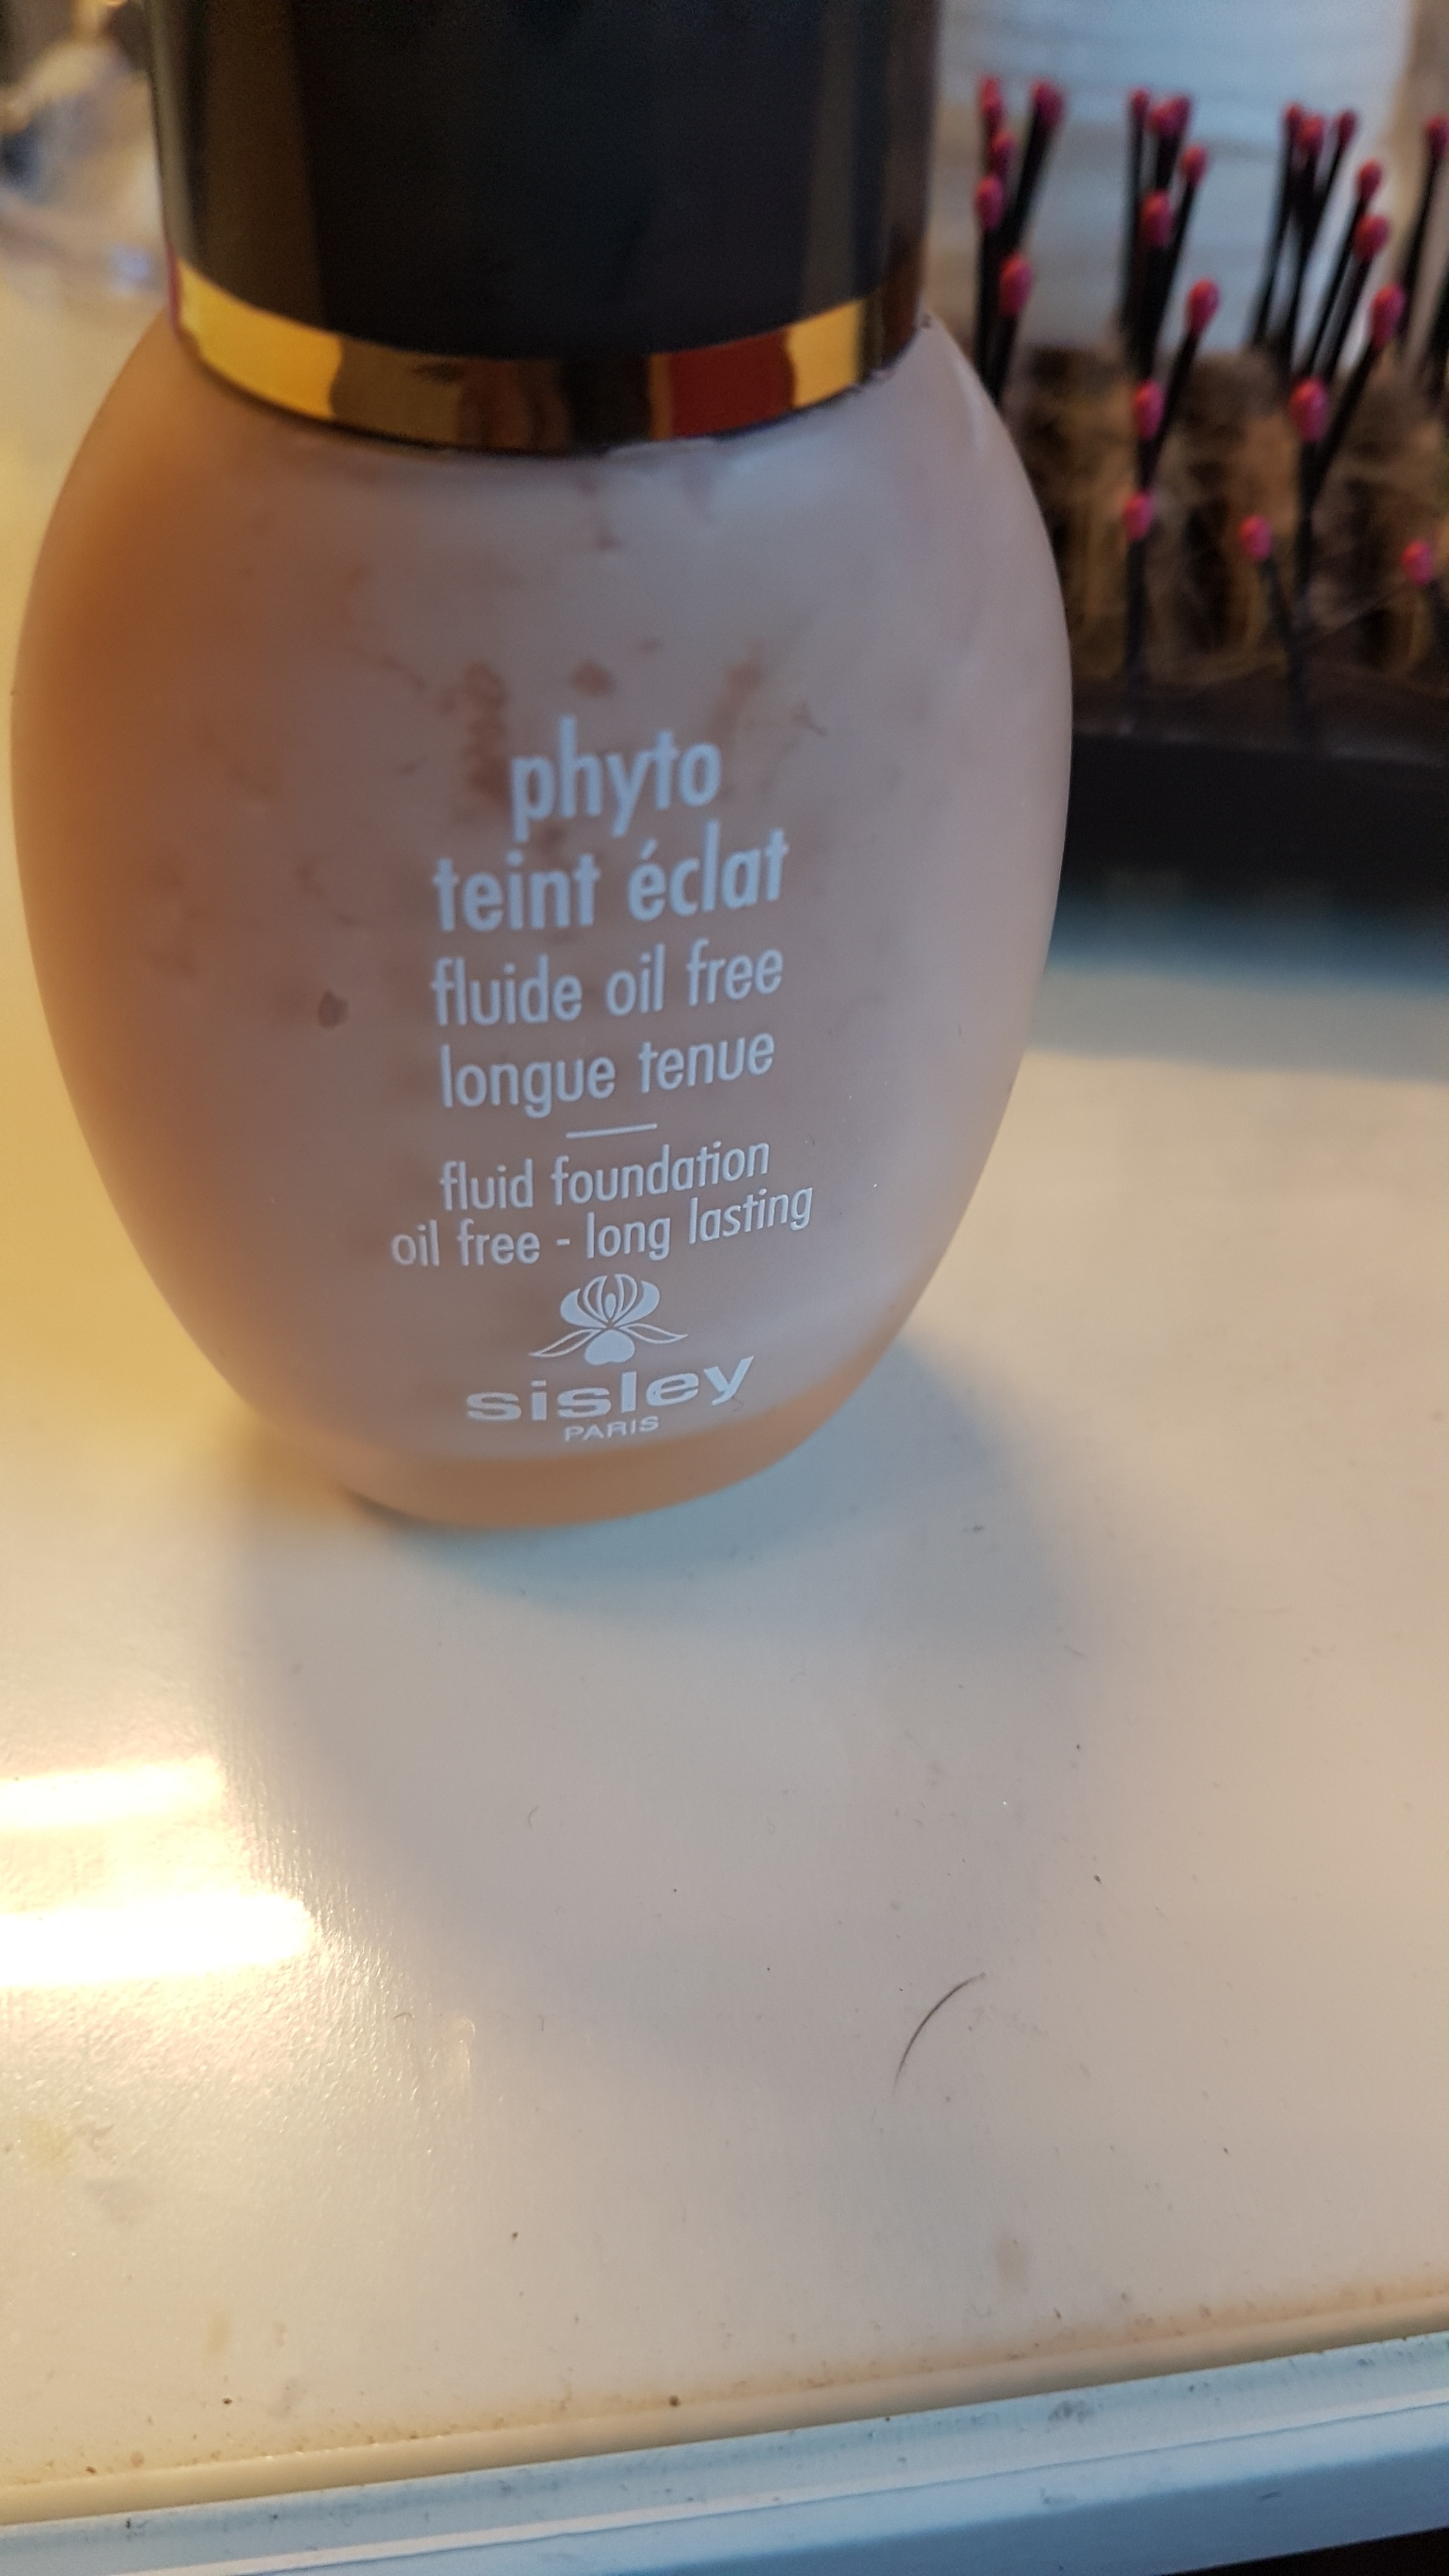 phyto
teint éclat
fluide oil free
longue tenue
fluid foundation
oil free - long lasting
sisley
PARIS